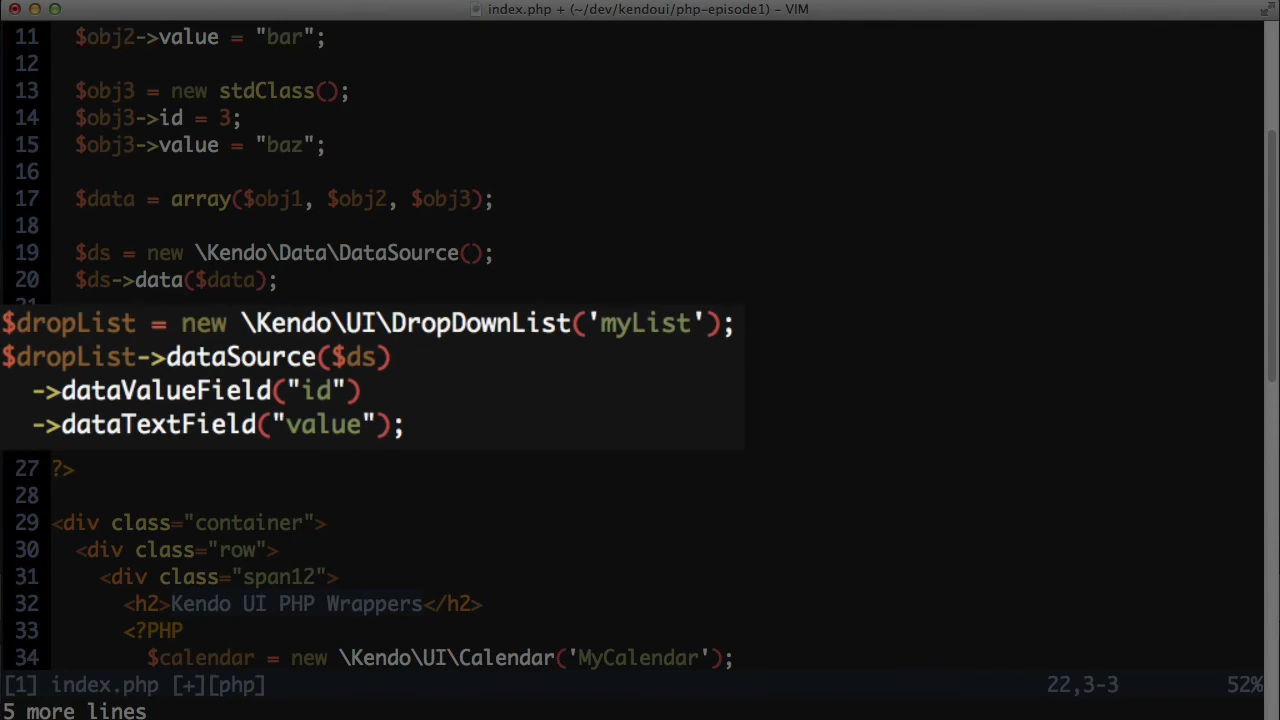 index.php + (~/dev/kendoui/php-episode1) – VIM
11 $obj2->value = "bar";
12
13 $obj3 = new stdClass();
14 $obj3->id = 3;
15 $obj3->value = "baz";
16
17 $data = array($obj1, $obj2, $obj3);
18
19 $ds = new \Kendo\Data\DataSource();
20 $ds->data($data);
$dropList = new \Kendo\UI\DropDownList('myList');
$dropList->dataSource($ds)
->dataValueField("id")
->dataTextField("value");
27 ?>
28
29 <div class="container">
30 <div class="row">
31 <div class="span12">
32 <h2>Kendo UI PHP Wrappers</h2>
33 <?PHP
34 $calendar = new \Kendo\UI\Calendar('MyCalendar');
[1] index.php [+][php] 22,3-3 52%
5 more lines